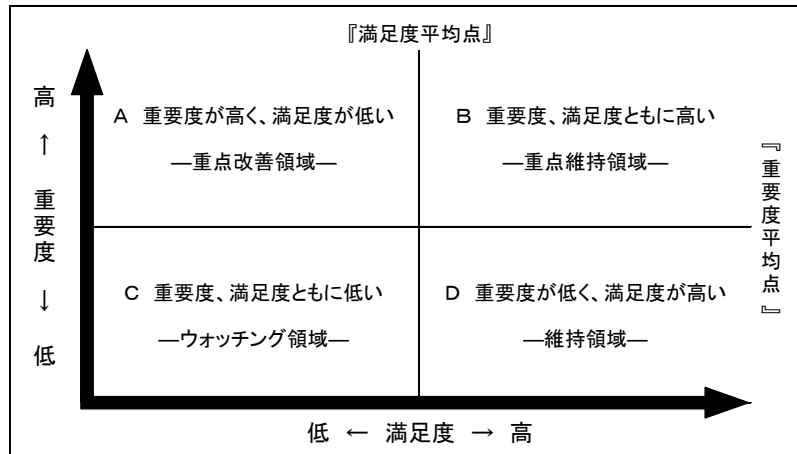 『満足度平均点』
高
↑
重
要
度
↓
低
A 重要度が高く、満足度が低い
―重点改善領域―
B 重要度、満足度ともに高い
―重点維持領域―
『重要度平均点』
C 重要度、満足度ともに低い
―ウォッチング領域―
D 重要度が低く、満足度が高い
―維持領域―
低 ← 満足度 → 高